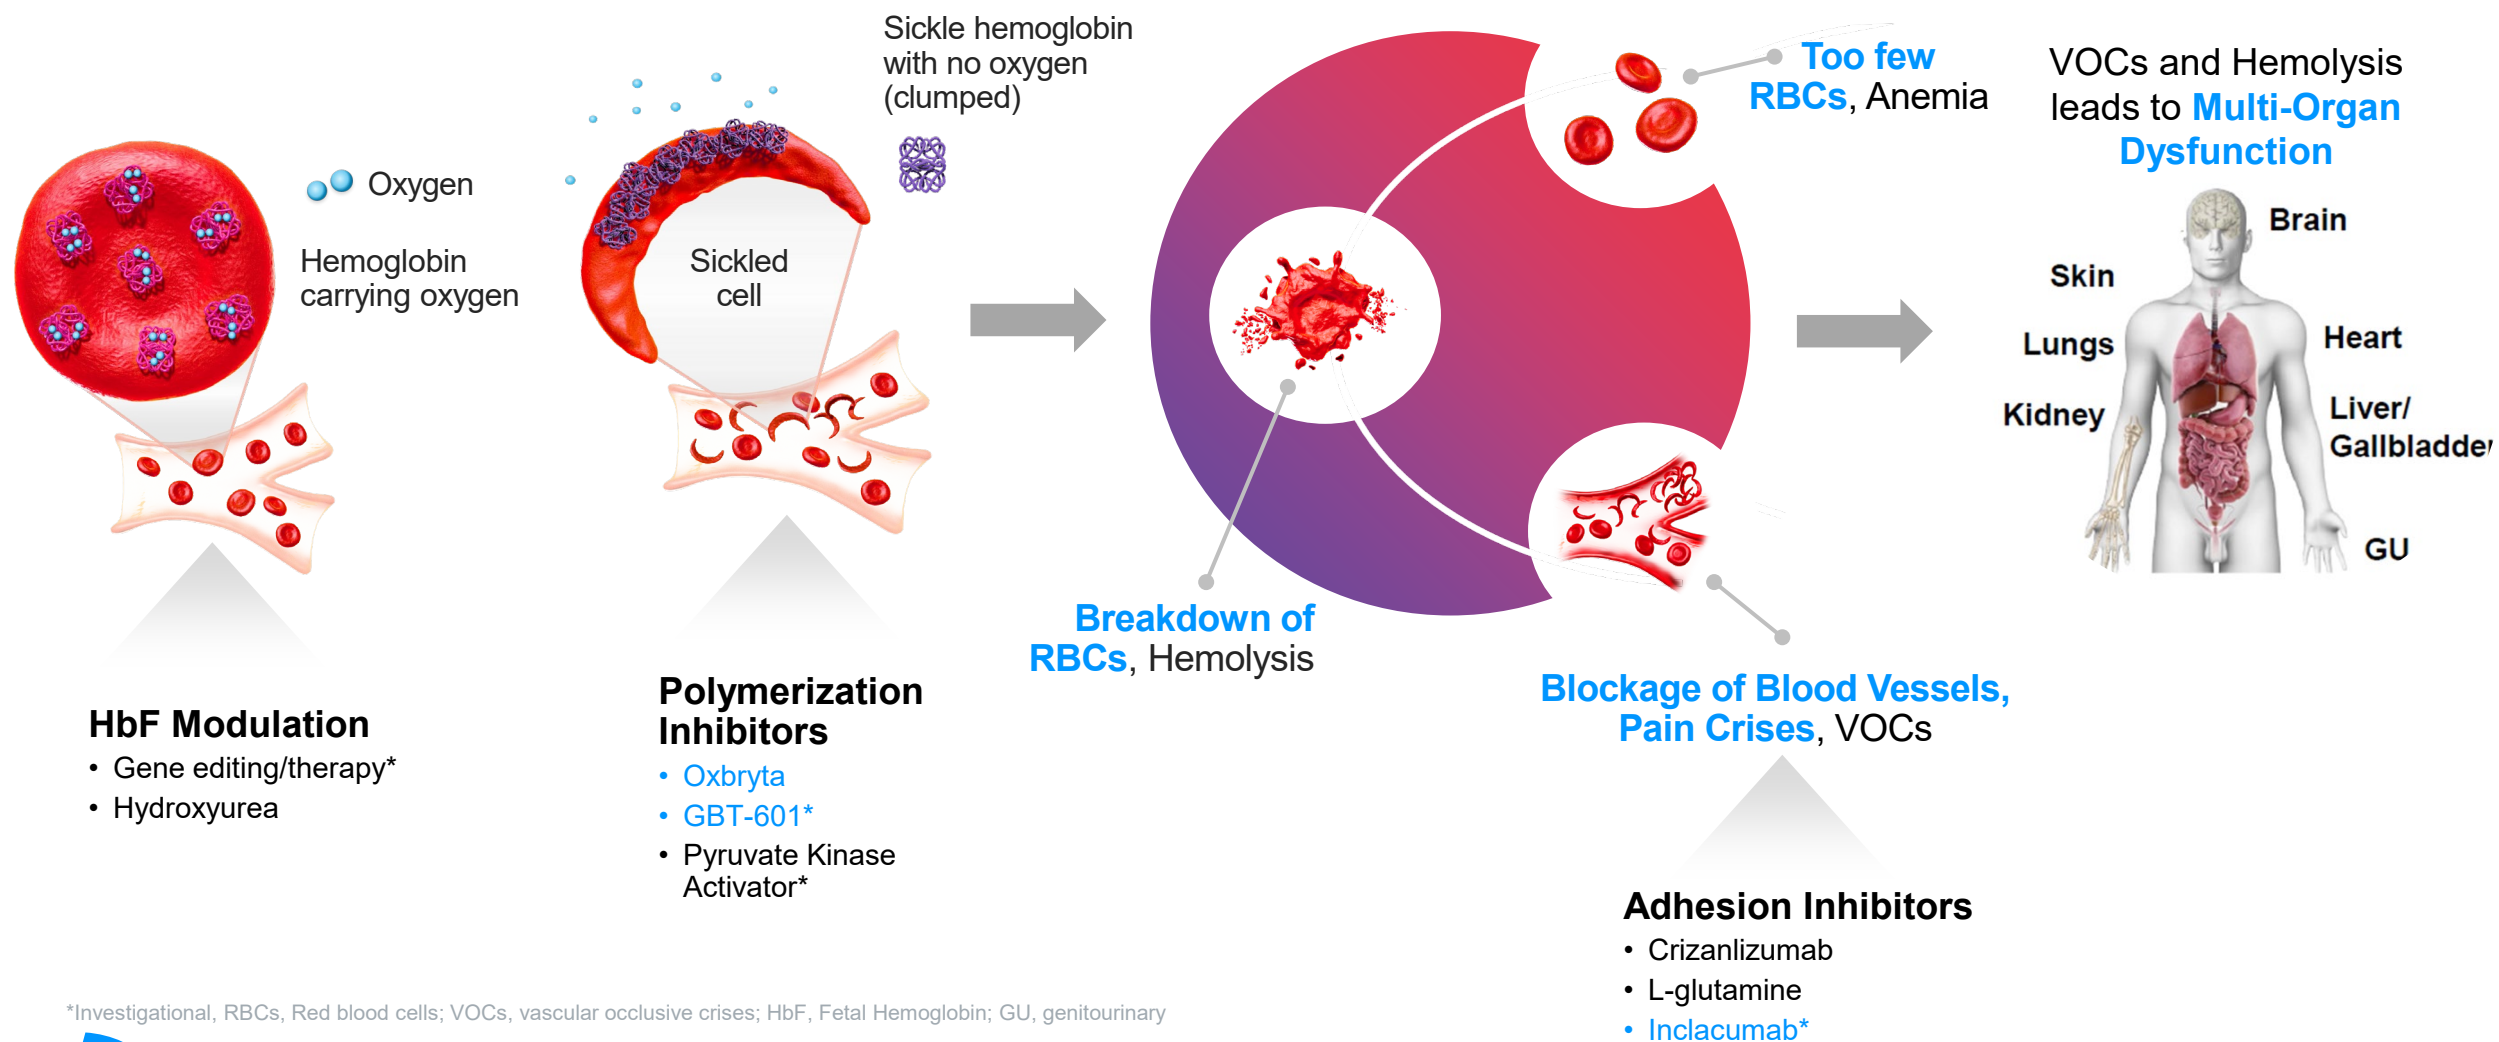 Sickle hemoglobin
with no oxygen
(clumped)
Oxygen
Hemoglobin
carrying oxygen
Sickled
cell
Too few
RBCs, Anemia
VOCs and Hemolysis
leads to Multi-Organ
Dysfunction
Brain
Skin
Lungs
Heart
Kidney
Liver/
Gallbladder
GU
Breakdown of
RBCs, Hemolysis
Blockage of Blood Vessels,
Pain Crises, VOCs
HbF Modulation
• Gene editing/therapy*
• Hydroxyurea
Polymerization
Inhibitors
• Oxbryta
• GBT-601*
• Pyruvate Kinase
Activator*
Adhesion Inhibitors
• Crizanlizumab
• L-glutamine
• Inclacumab*
*Investigational, RBCs, Red blood cells; VOCs, vascular occlusive crises; HbF, Fetal Hemoglobin; GU, genitourinary